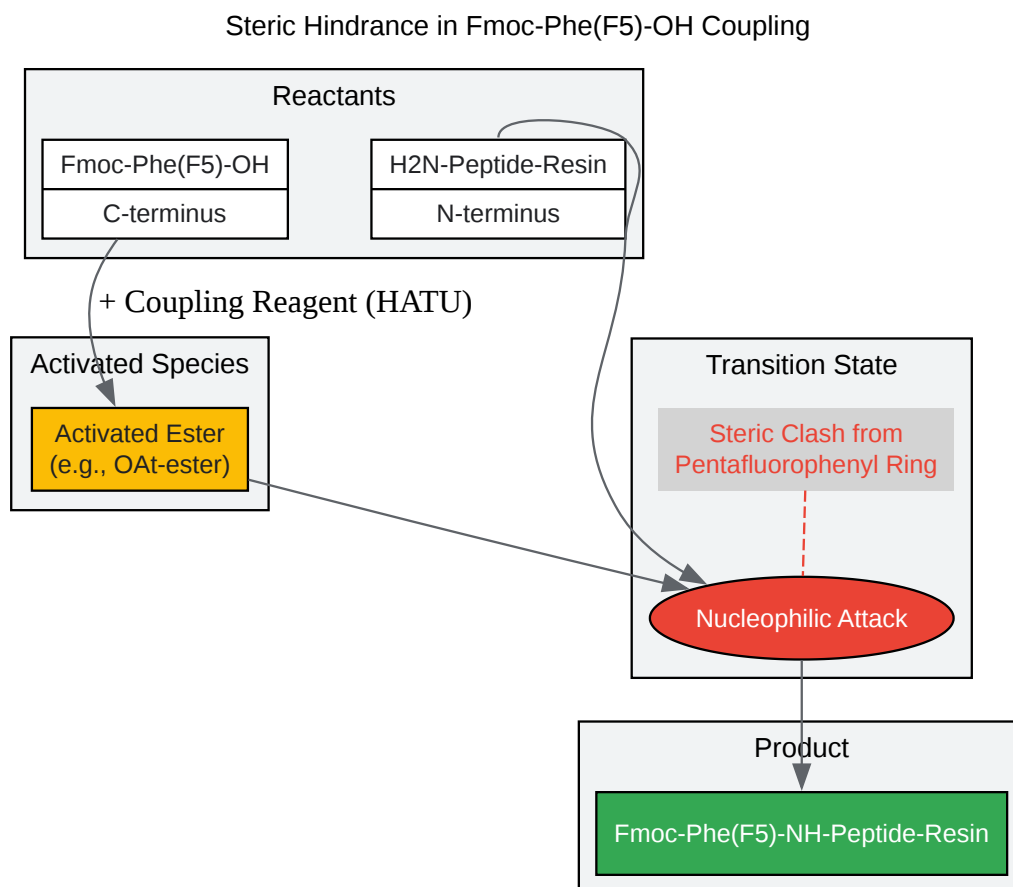 Steric Hindrance in Fmoc-Phe(F5)-OH Coupling
Reactants
Fmoc-Phe(F5)-OH
C-terminus
H2N-Peptide-Resin
N-terminus
+ Coupling Reagent (HATU)
Activated Species
Activated Ester
(e.g., OAt-ester)
Transition State
Steric Clash from
Pentafluorophenyl Ring
Nucleophilic Attack
Product
Fmoc-Phe(F5)-NH-Peptide-Resin